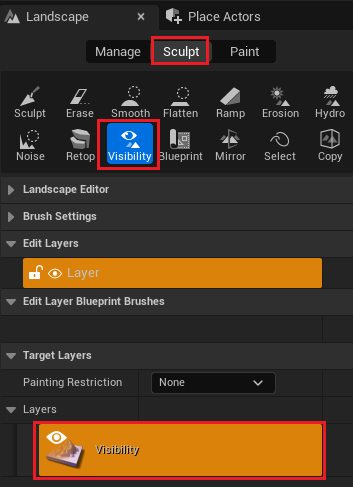 Landscape × Place Actors
Manage Sculpt Paint
Sculpt Erase Smooth Flatten Ramp Erosion Hydro
Noise Retop Visibility Blueprint Mirror Select Copy
Landscape Editor
Brush Settings
Edit Layers
Layer
Edit Layer Blueprint Brushes
Target Layers
Painting Restriction None
Layers
Visibility